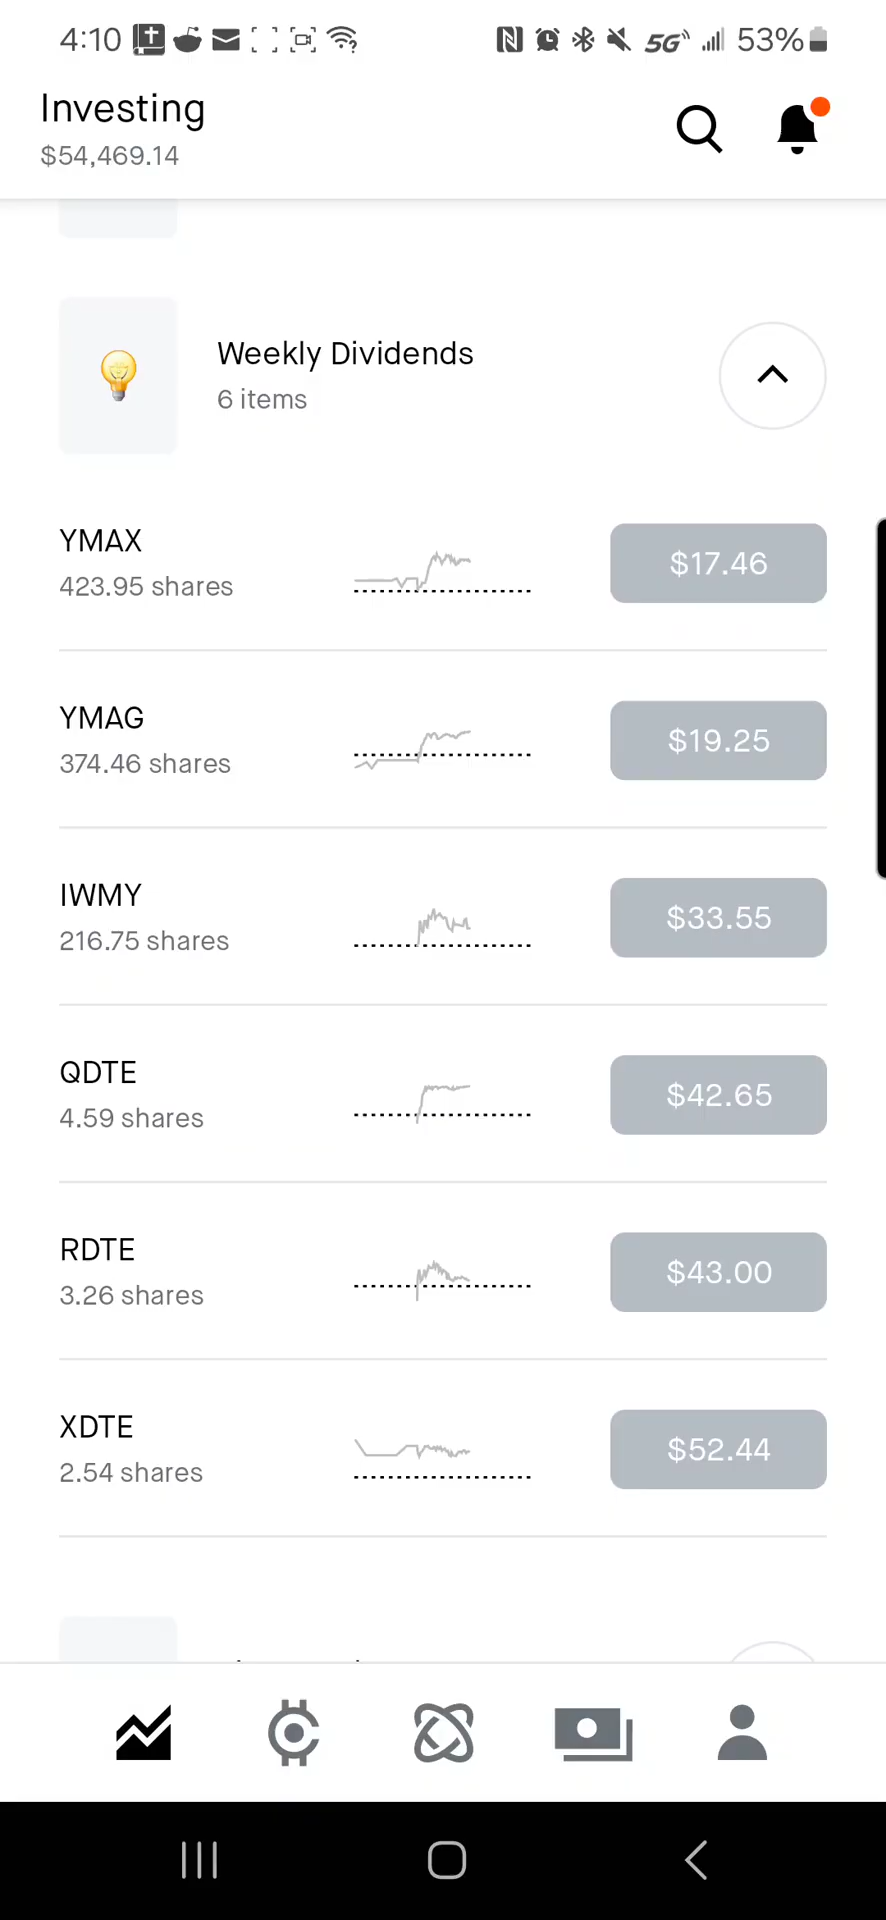 4:10
5G 53%
Investing
$54,469.14
Weekly Dividends
6 items
YMAX
423.95 shares
$17.46
YMAG
374.46 shares
$19.25
IWMY
216.75 shares
$33.55
QDTE
4.59 shares
$42.65
RDTE
3.26 shares
$43.00
XDTE
2.54 shares
$52.44